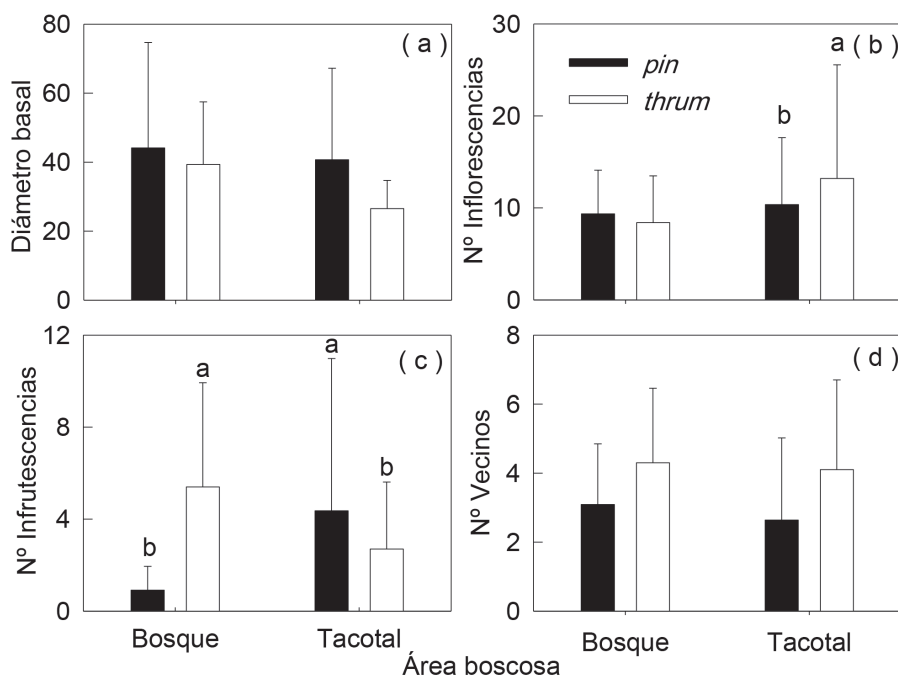 80
60
40
20
0
Diámetro basal
( a )
40
30
20
10
0
Nº Inflorescencias
pin
thrum
b
a
( b )
12
8
4
0
Nº Infrutescencias
b
a
a
b
( c )
Bosque
Tacotal
8
6
4
2
0
Nº Vecinos
( d )
Bosque
Tacotal
Área boscosa